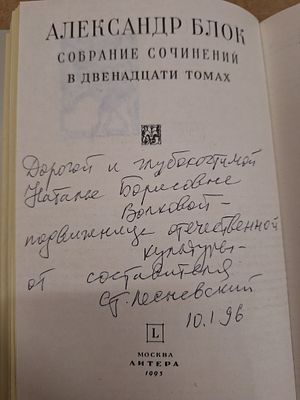 АЛЕКСАНДР БЛОК
СОБРАНИЕ СОЧИНЕНИЙ
В ДВЕНАДЦАТИ ТОМАХ
Дорогой и глубокочтимой
Наталье Борисовне
Волковой –
подвижнице отечественной
культуры –
от составителя
Ст. Лесневский
10.1.96
L
МОСКВА
ЛИТЕРА
1995